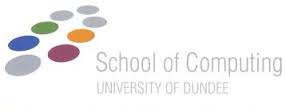 School of Computing
UNIVERSITY OF DUNDEE